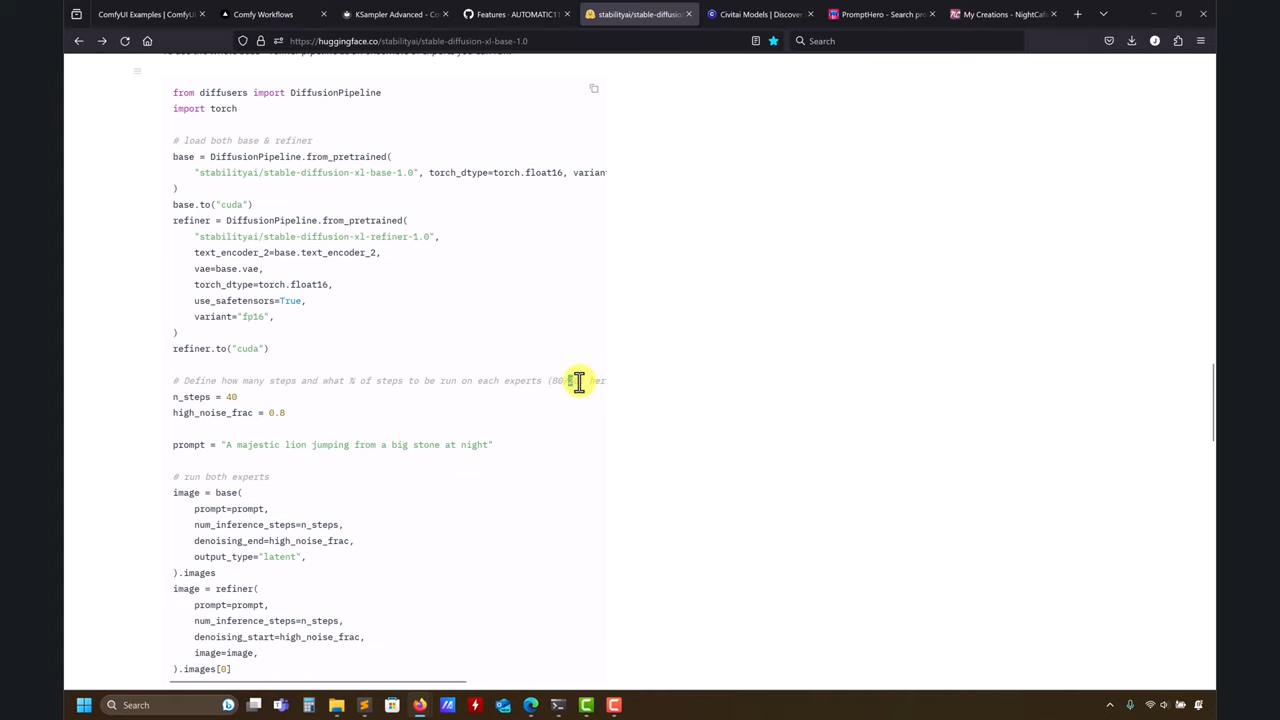 ComfyUI Examples | ComfyU
Comfy Workflows
KSampler Advanced - Co
Features · AUTOMATIC11
stabilityai/stable-diffusio
Civitai Models | Discover
PromptHero - Search pr
My Creations - NightCafe
https://huggingface.co/stabilityai/stable-diffusion-xl-base-1.0
Search
from diffusers import DiffusionPipeline
import torch
# load both base & refiner
base = DiffusionPipeline.from_pretrained(
"stabilityai/stable-diffusion-xl-base-1.0", torch_dtype=torch.float16, varian
)
base.to("cuda")
refiner = DiffusionPipeline.from_pretrained(
"stabilityai/stable-diffusion-xl-refiner-1.0",
text_encoder_2=base.text_encoder_2,
vae=base.vae,
torch_dtype=torch.float16,
use_safetensors=True,
variant="fp16",
)
refiner.to("cuda")
# Define how many steps and what % of steps to be run on each experts (80 her
n_steps = 40
high_noise_frac = 0.8
prompt = "A majestic lion jumping from a big stone at night"
# run both experts
image = base(
prompt=prompt,
num_inference_steps=n_steps,
denoising_end=high_noise_frac,
output_type="latent",
).images
image = refiner(
prompt=prompt,
num_inference_steps=n_steps,
denoising_start=high_noise_frac,
image=image,
).images[0]
Search